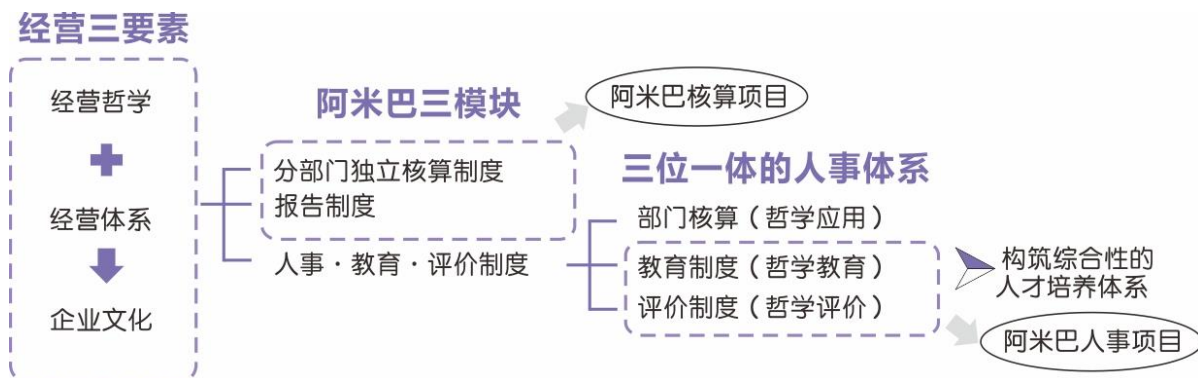 经营三要素
经营哲学
经营体系
企业文化
阿米巴三模块
分部门独立核算制度
报告制度
人事·教育·评价制度
阿米巴核算项目
三位一体的人事体系
部门核算（哲学应用）
教育制度（哲学教育）
评价制度（哲学评价）
构筑综合性的
人才培养体系
阿米巴人事项目